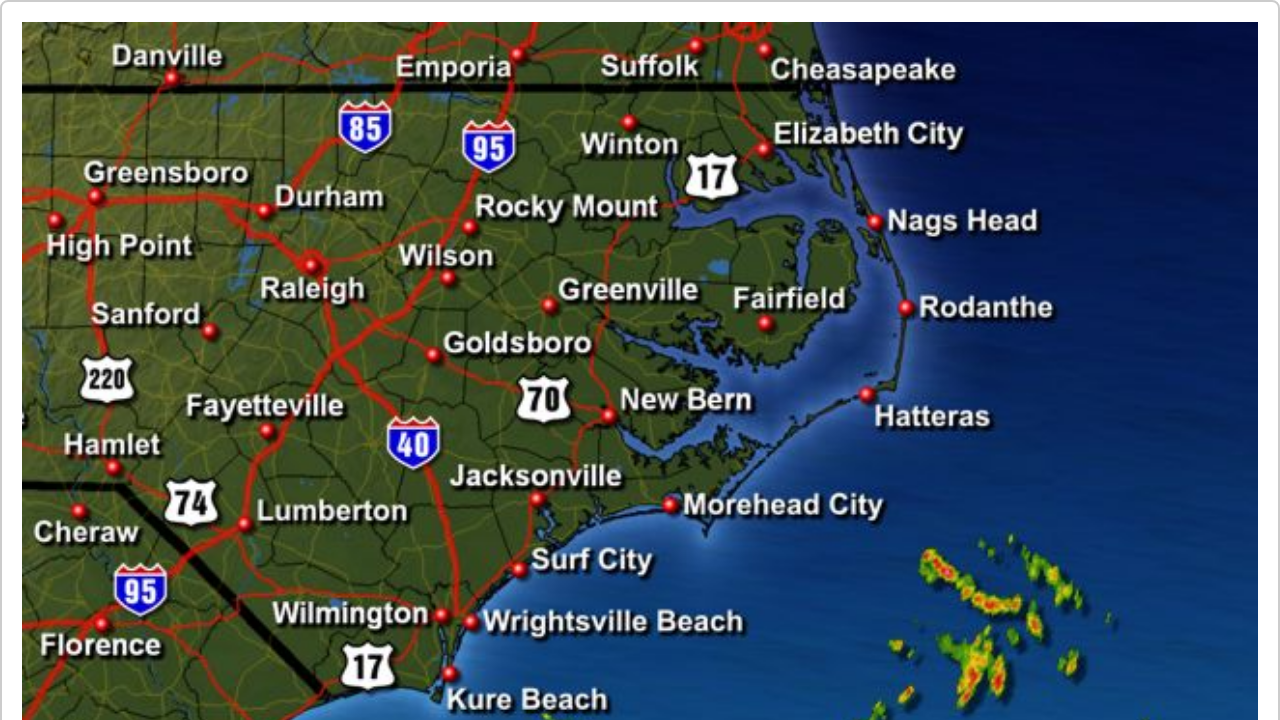 Danville
Emporia
Suffolk
Cheasapeake
85
95
Winton
Elizabeth City
17
Greensboro
Durham
Rocky Mount
Nags Head
High Point
Wilson
Raleigh
Greenville
Fairfield
Rodanthe
Sanford
Goldsboro
220
70
New Bern
Fayetteville
Hatteras
40
Hamlet
Jacksonville
74
Lumberton
Morehead City
Cheraw
Surf City
95
Wilmington
Wrightsville Beach
Florence
17
Kure Beach